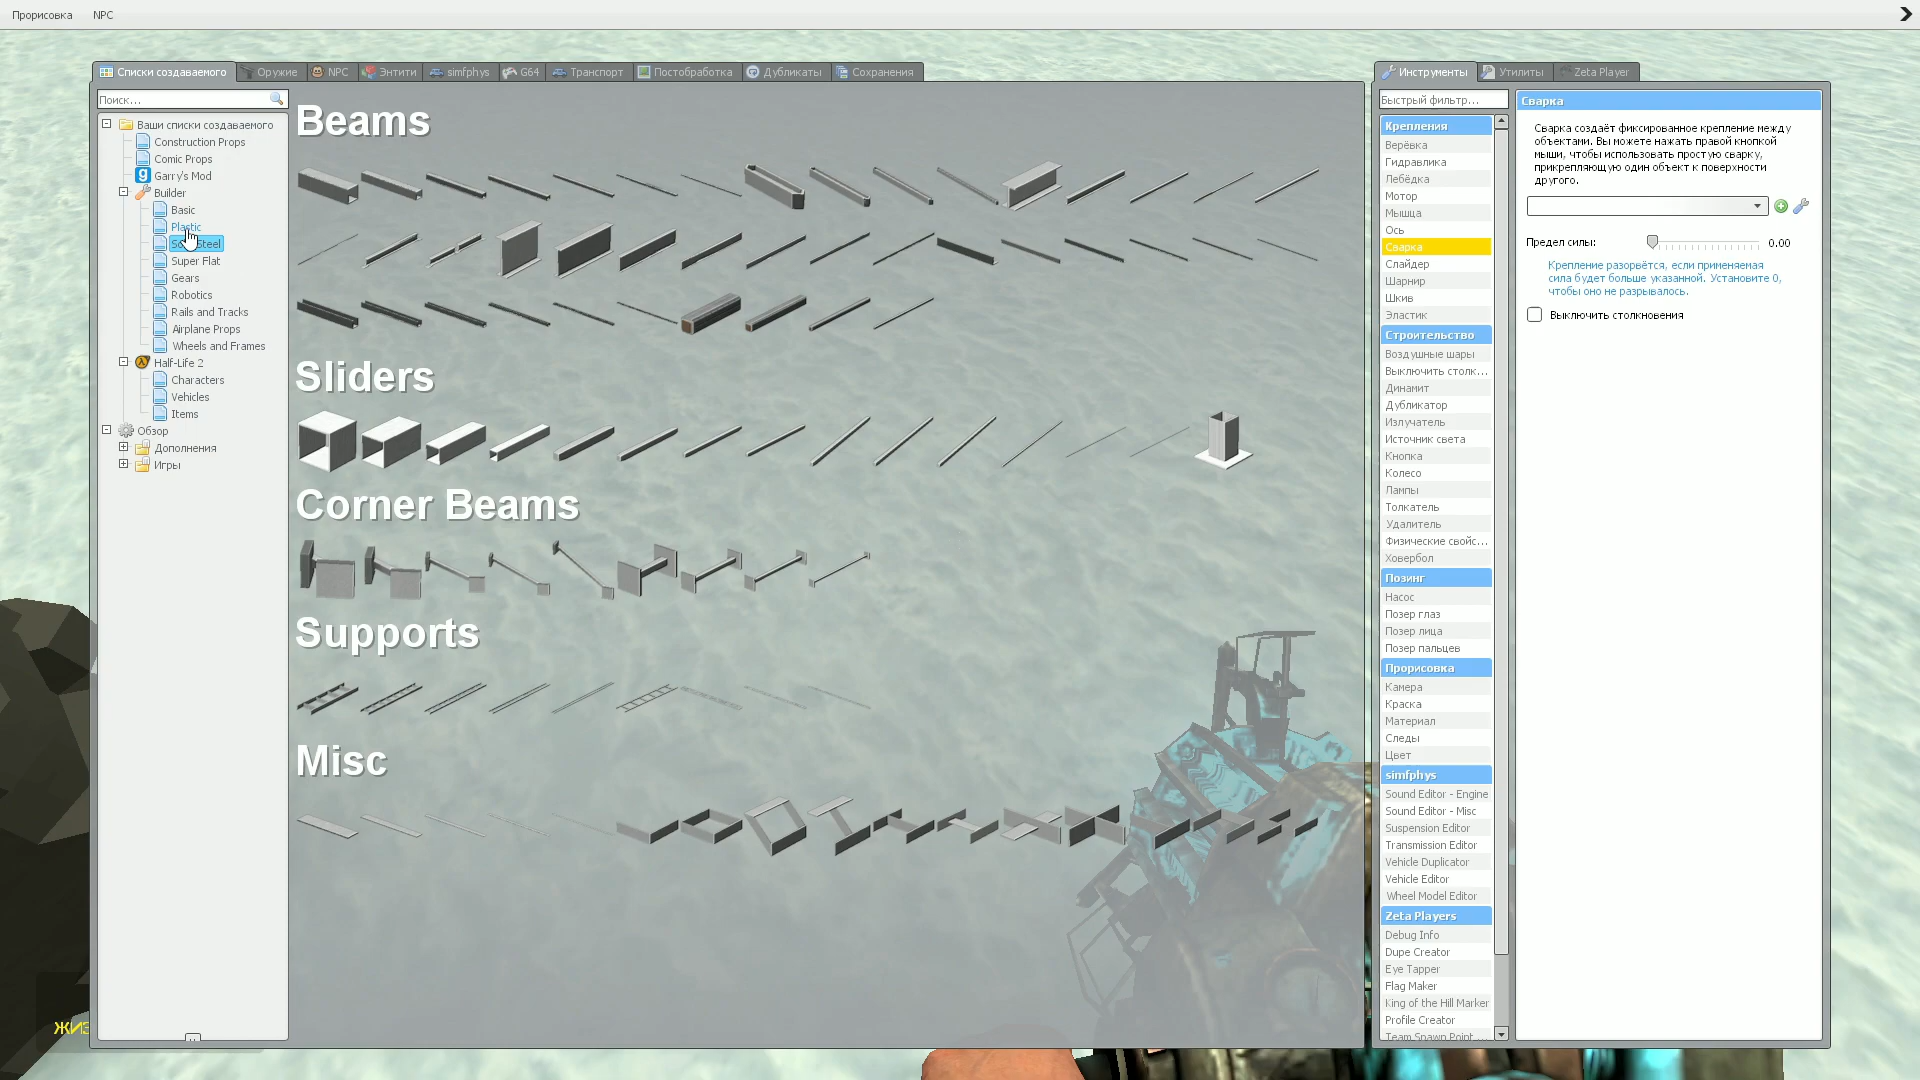 Прорисовка NPC
Списки создаваемого Оружие NPC Энтити simfphys G64 Транспорт Постобработка Дубликаты Сохранения
Поиск...
Ваши списки создаваемого
Construction Props
Comic Props
Garry's Mod
Builder
Basic
Plastic
Steel
Super Flat
Gears
Robotics
Rails and Tracks
Airplane Props
Wheels and Frames
Half-Life 2
Characters
Vehicles
Items
Обзор
Дополнения
Игры
Beams
Sliders
Corner Beams
Supports
Misc
Инструменты Утилиты Zeta Player
Быстрый фильтр...
Крепления
Верёвка
Гидравлика
Лебёдка
Мотор
Мышца
Ось
Сварка
Слайдер
Шарнир
Шкив
Эластик
Строительство
Воздушные шары
Выключить столк...
Динамит
Дубликатор
Излучатель
Источник света
Кнопка
Колесо
Лампы
Толкатель
Удалитель
Физические свойс...
Ховербол
Позинг
Насос
Позер глаз
Позер лица
Позер пальцев
Прорисовка
Камера
Краска
Материал
Следы
Цвет
simfphys
Sound Editor - Engine
Sound Editor - Misc
Suspension Editor
Transmission Editor
Vehicle Duplicator
Vehicle Editor
Wheel Model Editor
Zeta Players
Debug Info
Dupe Creator
Eye Tapper
Flag Maker
King of the Hill Marker
Profile Creator
Team Spawn Point ...
Сварка
Сварка создаёт фиксированное крепление между
объектами. Вы можете нажать правой кнопкой
мыши, чтобы использовать простую сварку,
прикрепляющую один объект к поверхности
другого.
Предел силы: 0.00
Крепление разорвётся, если применяемая
сила будет больше указанной. Установите 0,
чтобы оно не разрывалось.
Выключить столкновения